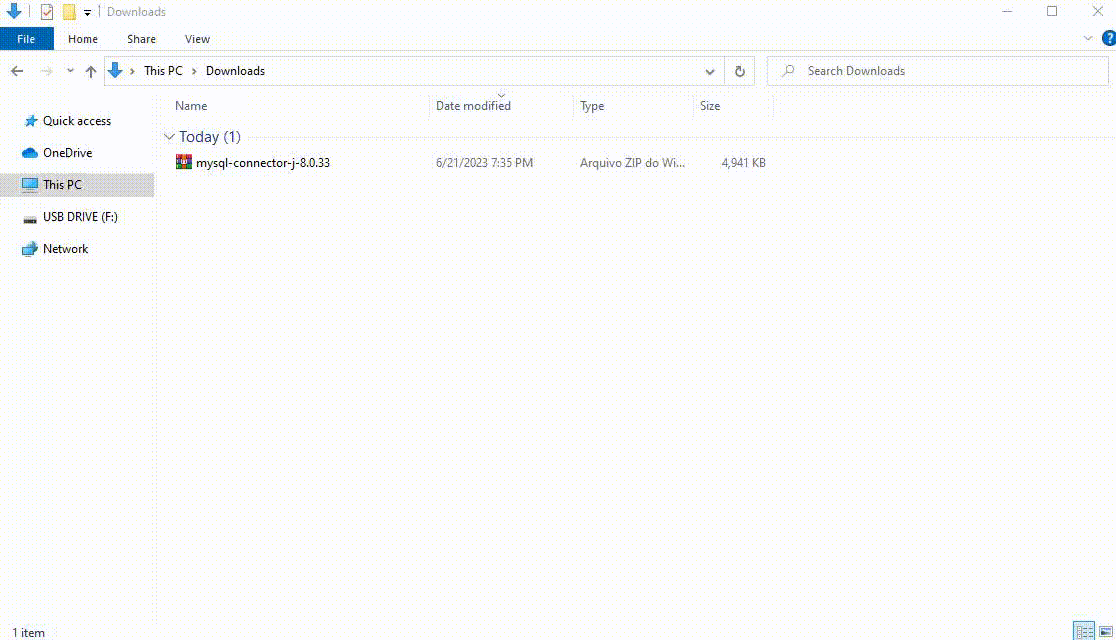 Downloads
File Home Share View
?
This PC Downloads
Search Downloads
Name Date modified Type Size
Quick access
Today (1)
OneDrive
mysql-connector-j-8.0.33 6/21/2023 7:35 PM Arquivo ZIP do Wi... 4,941 KB
This PC
USB DRIVE (F:)
Network
1 item